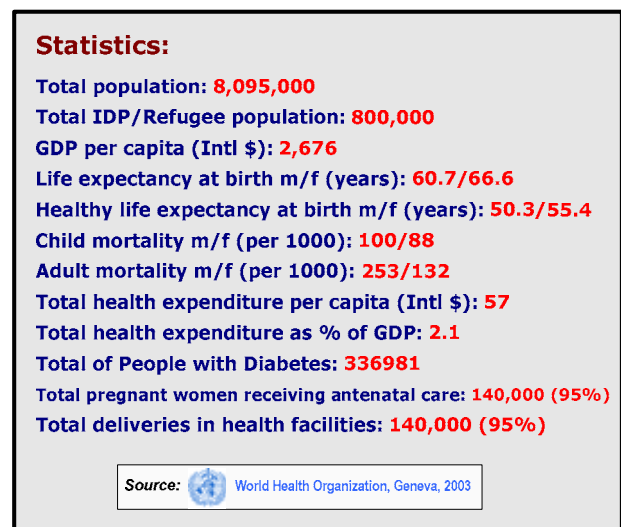 Statistics:
Total population: 8,095,000
Total IDP/Refugee population: 800,000
GDP per capita (Intl $): 2,676
Life expectancy at birth m/f (years): 60.7/66.6
Healthy life expectancy at birth m/f (years): 50.3/55.4
Child mortality m/f (per 1000): 100/88
Adult mortality m/f (per 1000): 253/132
Total health expenditure per capita (Intl $): 57
Total health expenditure as % of GDP: 2.1
Total of People with Diabetes: 336981
Total pregnant women receiving antenatal care: 140,000 (95%)
Total deliveries in health facilities: 140,000 (95%)
Source: World Health Organization, Geneva, 2003